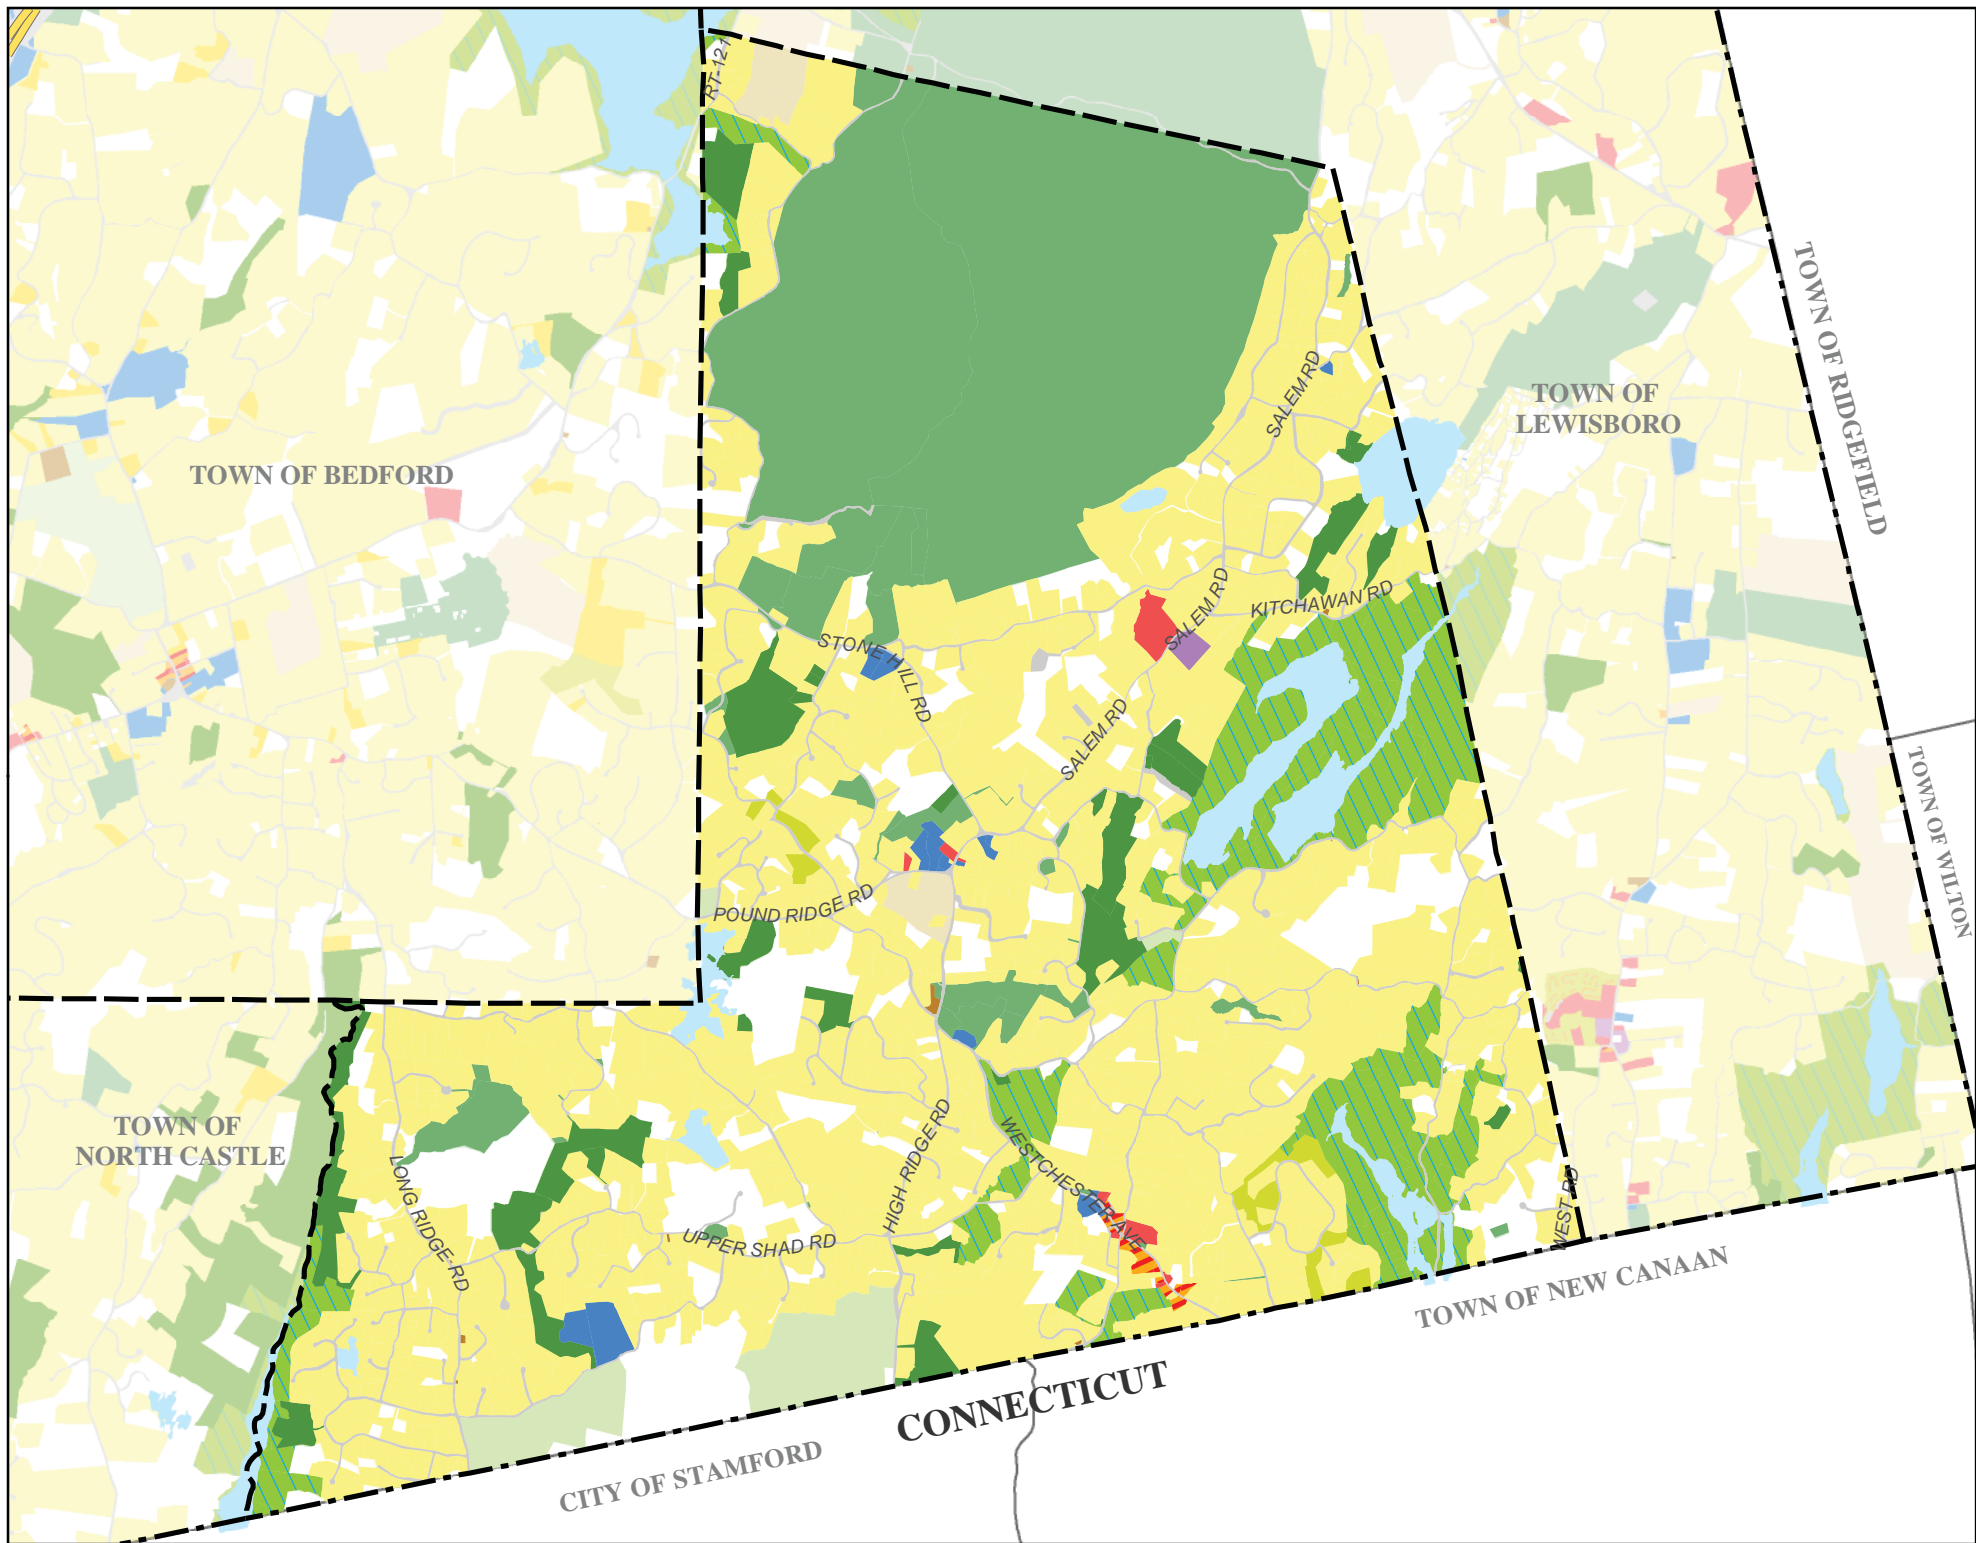 RT-121
TOWN OF RIDGEFIELD
SALEM RD
TOWN OF
LEWISBORO
TOWN OF BEDFORD
SALEM RD
KITCHAWAN RD
STONE HILL RD
SALEM RD
TOWN OF WILTON
POUND RIDGE RD
TOWN OF
NORTH CASTLE
LONG RIDGE RD
HIGH RIDGE RD
WESTCHESTER AVE
UPPER SHAD RD
WEST RD
TOWN OF NEW CANAAN
CONNECTICUT
CITY OF STAMFORD